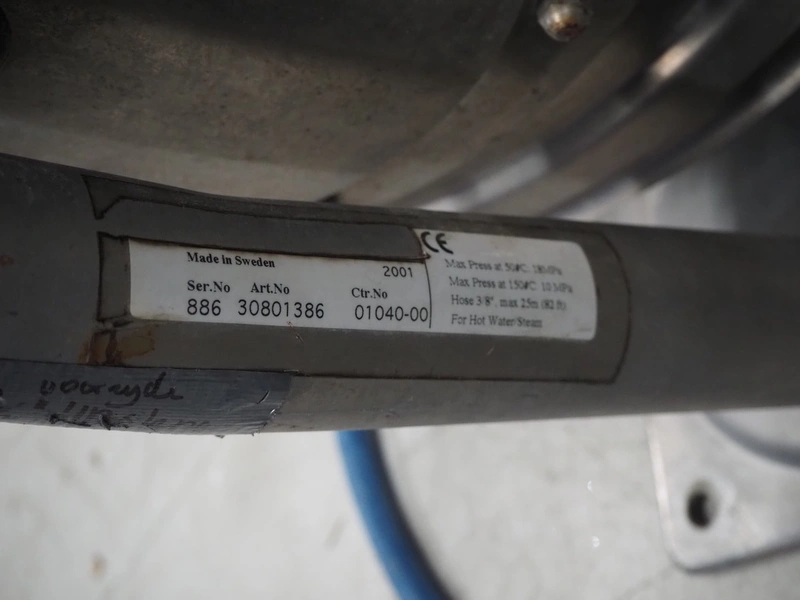 Made in Sweden
2001
Ser.No Art.No Ctr.No
886 30801386 01040-00
CE
Max Press at 50#C. 18MPa
Max Press at 150#C. 10 MPa
Hose 3/8". max 25m (82 ft)
For Hot Water/Steam